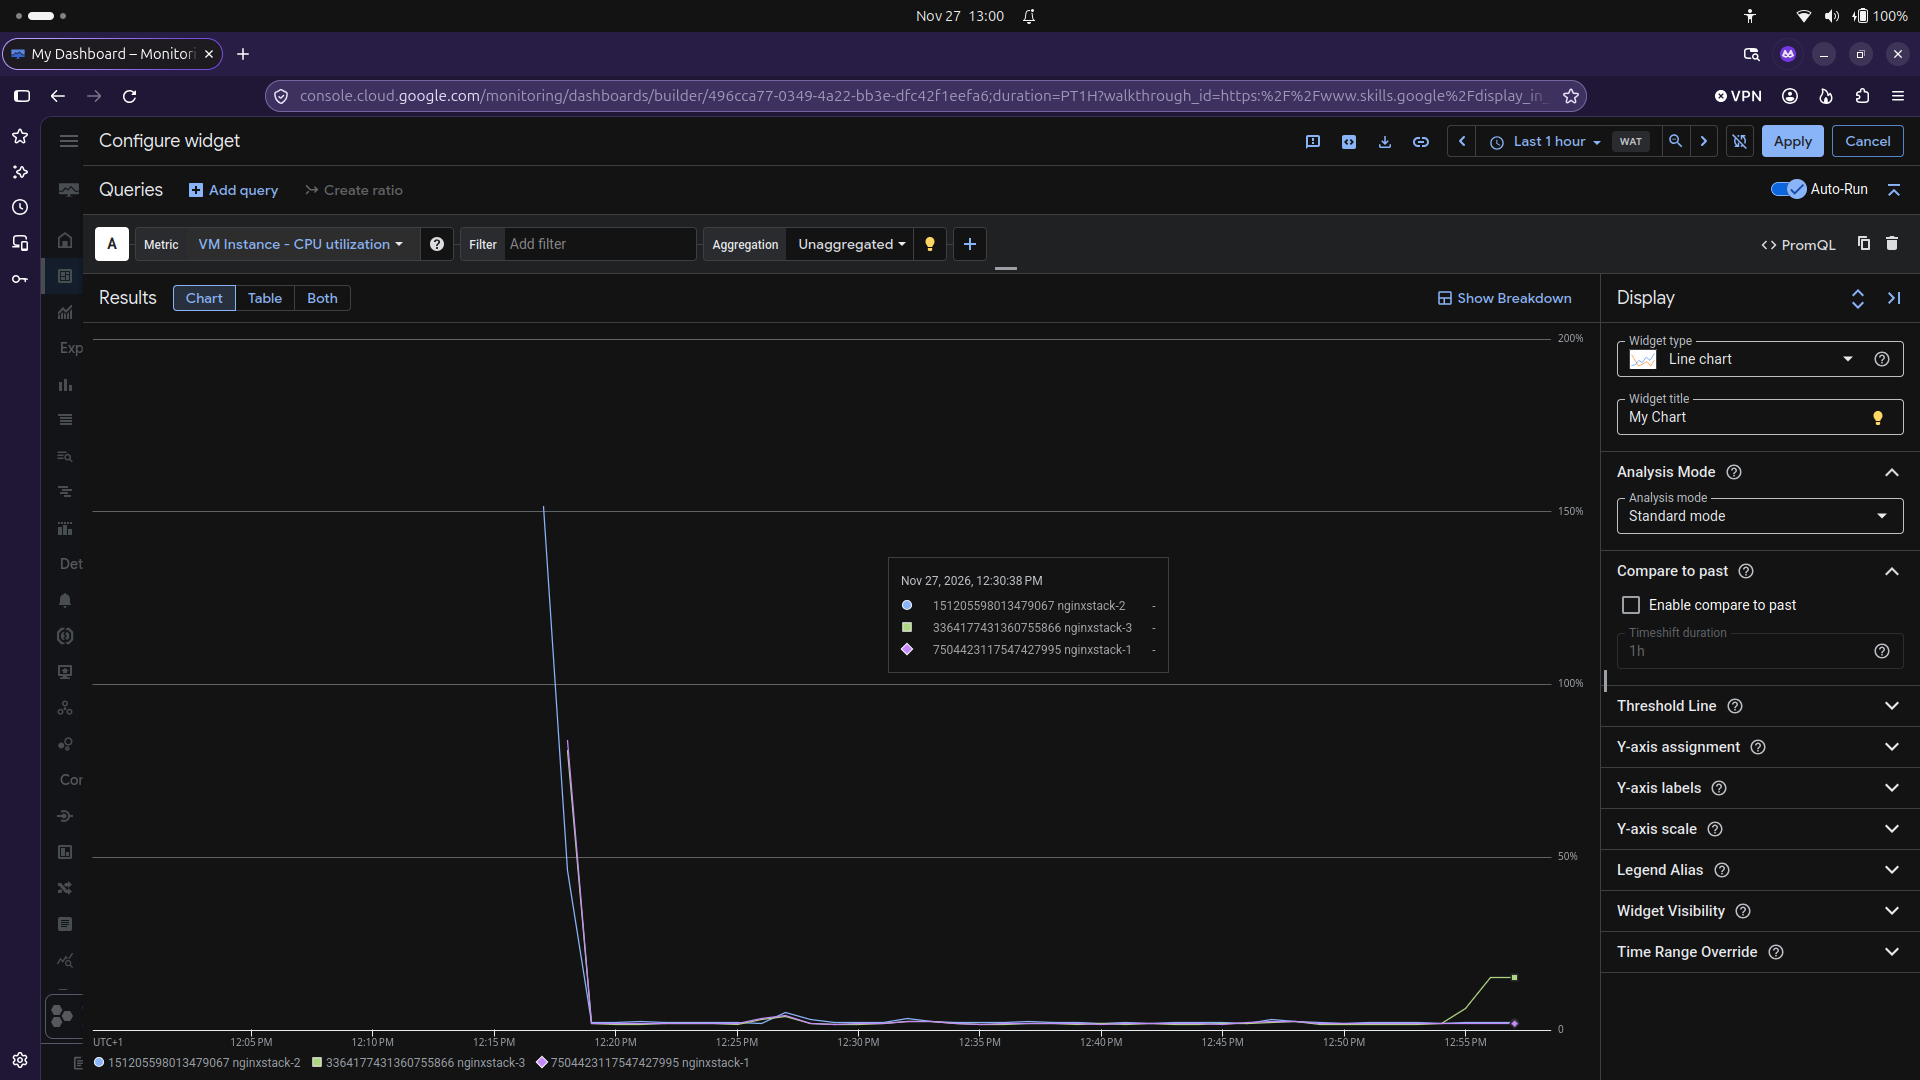 Nov 27 13:00
100%
My Dashboard – Monitori
console.cloud.google.com/monitoring/dashboards/builder/496cca77-0349-4a22-bb3e-dfc42f1eefa6;duration=PT1H?walkthrough_id=https:%2F%2Fwww.skills.google%2Fdisplay_in_
VPN
Configure widget
Last 1 hour
WAT
Apply
Cancel
Queries
Add query
Create ratio
Auto-Run
A
Metric
VM Instance - CPU utilization
Filter
Add filter
Aggregation
Unaggregated
PromQL
Results
Chart
Table
Both
Show Breakdown
Exp
Det
Cor
200%
150%
100%
50%
0
Nov 27, 2026, 12:30:38 PM
151205598013479067 nginxstack-2 -
3364177431360755866 nginxstack-3 -
7504423117547427995 nginxstack-1 -
UTC+1
12:05 PM
12:10 PM
12:15 PM
12:20 PM
12:25 PM
12:30 PM
12:35 PM
12:40 PM
12:45 PM
12:50 PM
12:55 PM
151205598013479067 nginxstack-2
3364177431360755866 nginxstack-3
7504423117547427995 nginxstack-1
Display
Widget type
Line chart
Widget title
My Chart
Analysis Mode
Analysis mode
Standard mode
Compare to past
Enable compare to past
Timeshift duration
1h
Threshold Line
Y-axis assignment
Y-axis labels
Y-axis scale
Legend Alias
Widget Visibility
Time Range Override